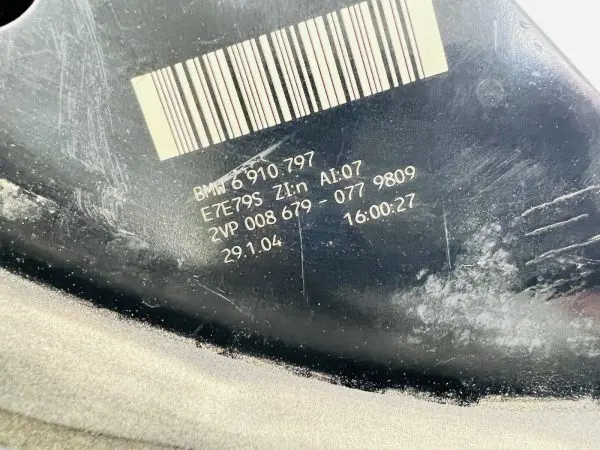 BMW 6 910 797
E7E79S ZI:n AI:07
2VP 008 679 - 077 9809
29.1.04 16:00:27